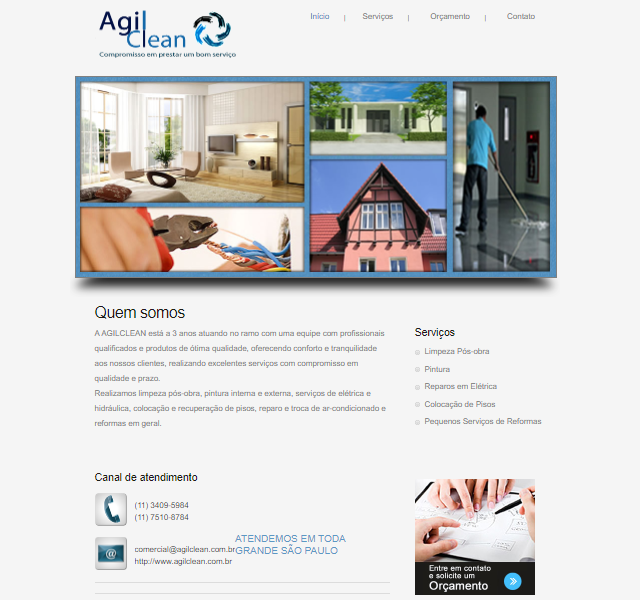 Agil
Clean
Compromisso em prestar um bom serviço
Início | Serviços | Orçamento | Contato
Quem somos
A AGILCLEAN está a 3 anos atuando no ramo com uma equipe com profissionais
qualificados e produtos de ótima qualidade, oferecendo conforto e tranquilidade
aos nossos clientes, realizando excelentes serviços com compromisso em
qualidade e prazo.
Realizamos limpeza pós-obra, pintura interna e externa, serviços de elétrica e
hidráulica, colocação e recuperação de pisos, reparo e troca de ar-condicionado e
reformas em geral.
Serviços
Limpeza Pós-obra
Pintura
Reparos em Elétrica
Colocação de Pisos
Pequenos Serviços de Reformas
Canal de atendimento
(11) 3409-5984
(11) 7510-8784
comercial@agilclean.com.br
http://www.agilclean.com.br
ATENDEMOS EM TODA
GRANDE SÃO PAULO
Entre em contato
e solicite um
Orçamento